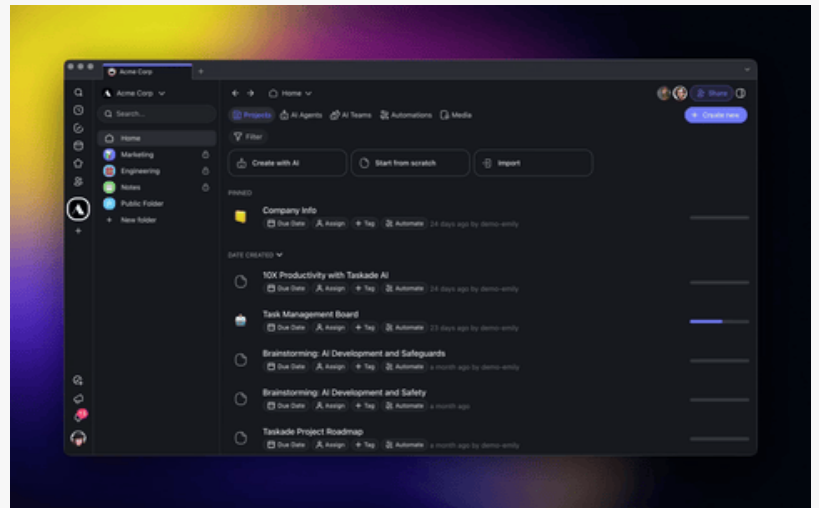 Acme Corp
+
Acme Corp
Search...
Home
Marketing
Engineering
Notes
Public Folder
+ New folder
Home
Share
Projects AI Agents AI Teams Automations Media
+ Create new
Filter
Create with AI Start from scratch Import
PINNED
Company Info
Due Date Assign + Tag Automate 24 days ago by demo-emily
DATE CREATED
10X Productivity with Taskade AI
Due Date Assign + Tag Automate 24 days ago by demo-emily
Task Management Board
Due Date Assign + Tag Automate 23 days ago by demo-emily
Brainstorming: AI Development and Safeguards
Due Date Assign + Tag Automate a month ago by demo-emily
Brainstorming: AI Development and Safety
Due Date Assign + Tag Automate a month ago
Taskade Project Roadmap
Due Date Assign + Tag Automate a month ago by demo-emily